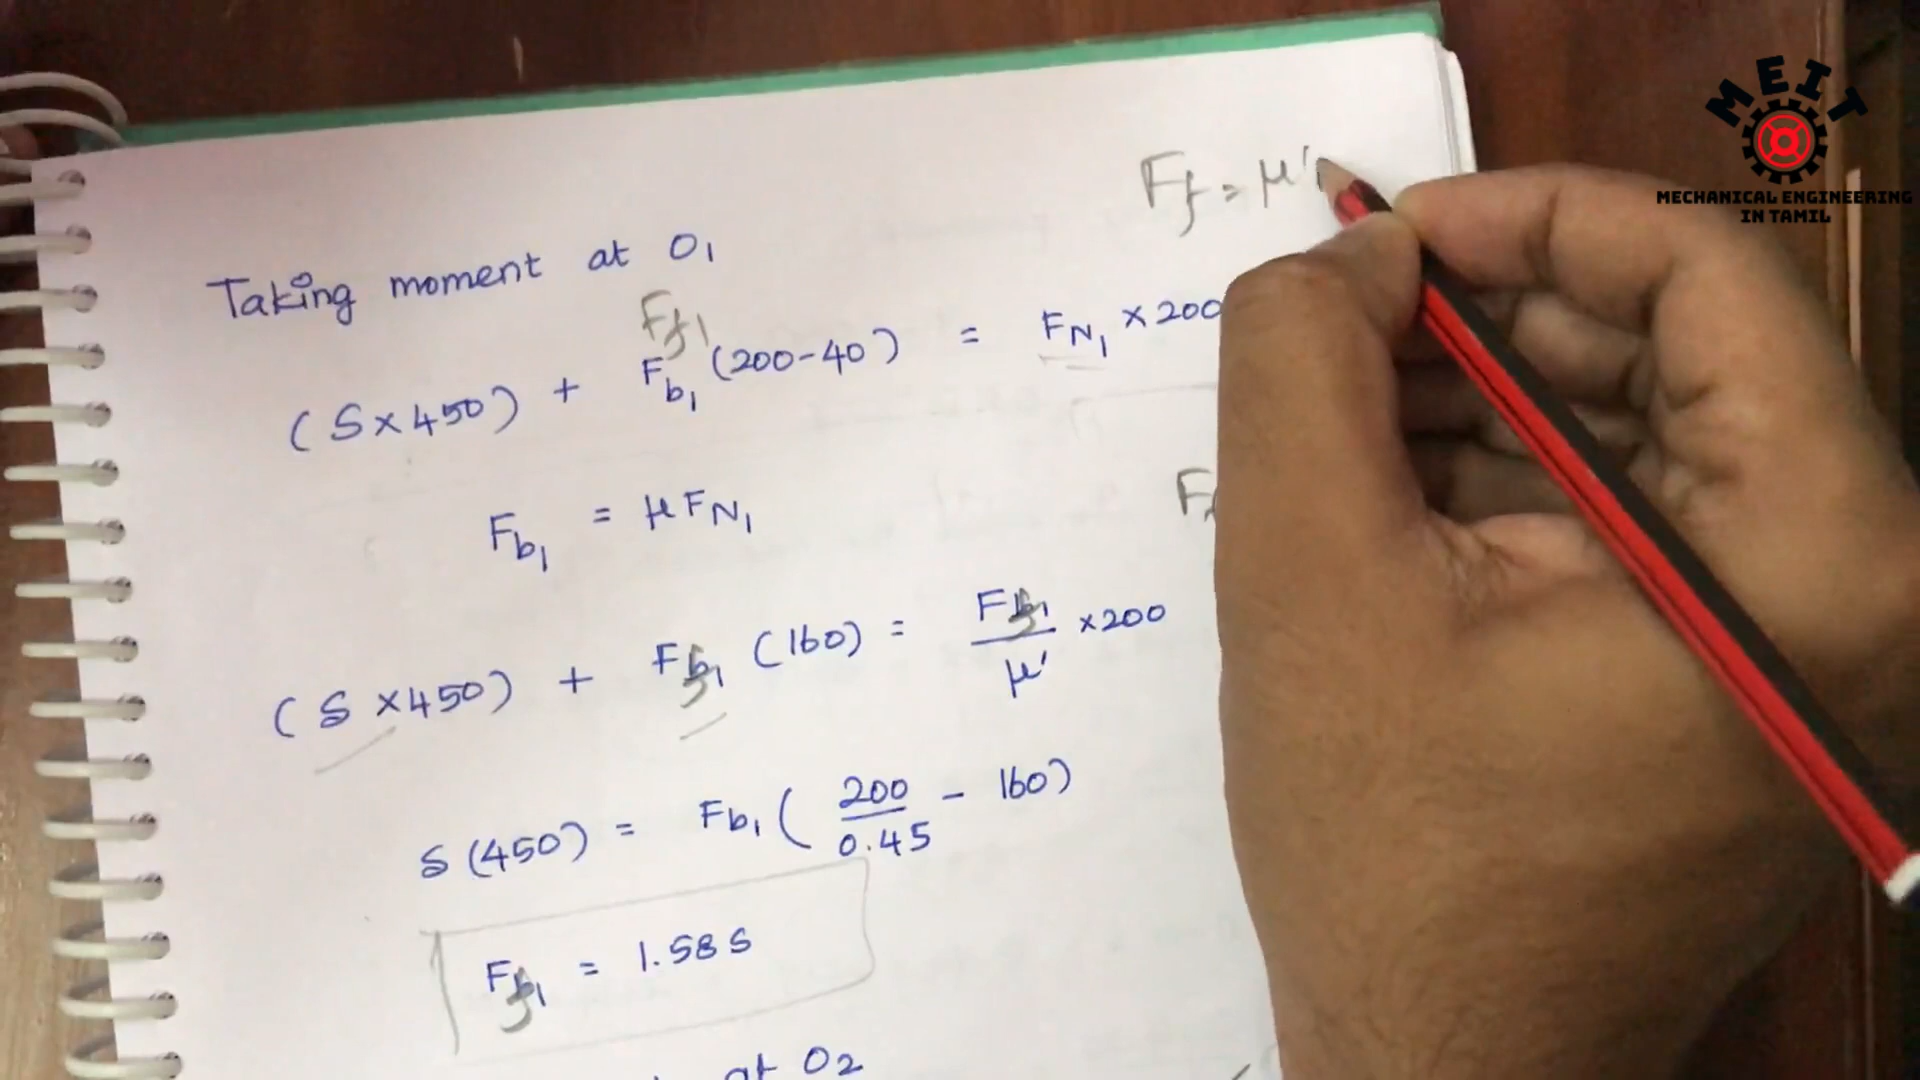 MEIT
MECHANICAL ENGINEERING
IN TAMIL
Ff = μ'
Taking moment at O1
Ff1
(S×450) + Fb1 (200-40) = FN1 ×200
Fb1 = μFN1
(S×450) + Ff1 (160) = Ff1/μ' ×200
S(450) = Fb1 (200/0.45 - 160)
Ff1 = 1.58 S
at O2